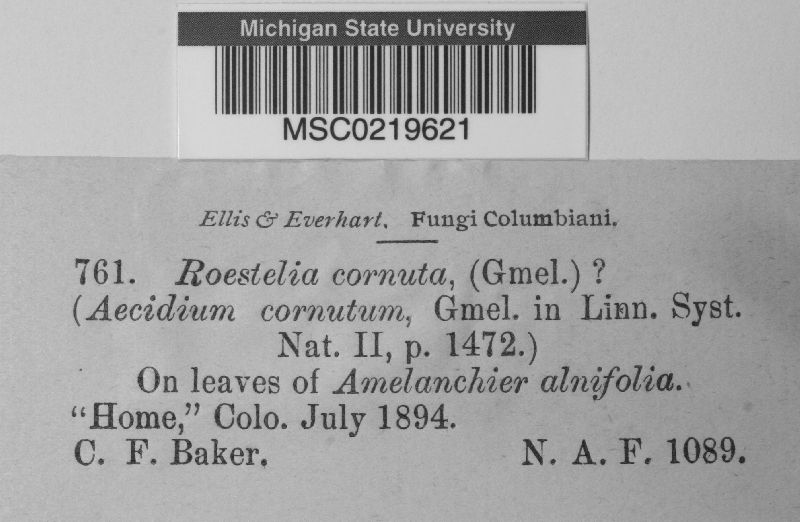 Michigan State University
MSC0219621
Ellis & Everhart. Fungi Columbiani.
761. Roestelia cornuta, (Gmel.) ?
(Aecidium cornutum, Gmel. in Linn. Syst.
Nat. II, p. 1472.)
On leaves of Amelanchier alnifolia.
“Home,” Colo. July 1894.
C. F. Baker. N. A. F. 1089.